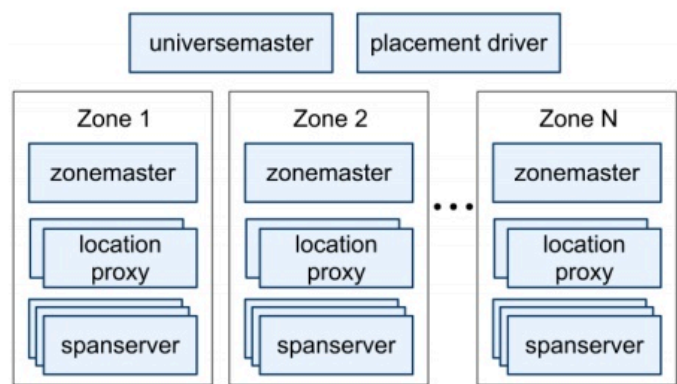 universemaster
placement driver
Zone 1
Zone 2
Zone N
zonemaster
zonemaster
zonemaster
...
location
proxy
location
proxy
location
proxy
spanserver
spanserver
spanserver